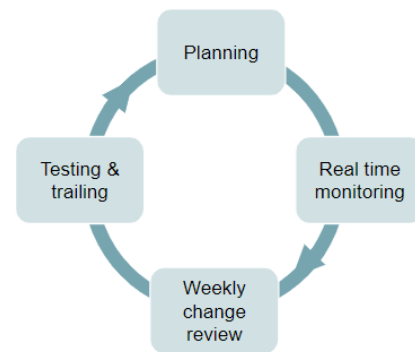 Planning
Real time
monitoring
Weekly
change
review
Testing &
trailing